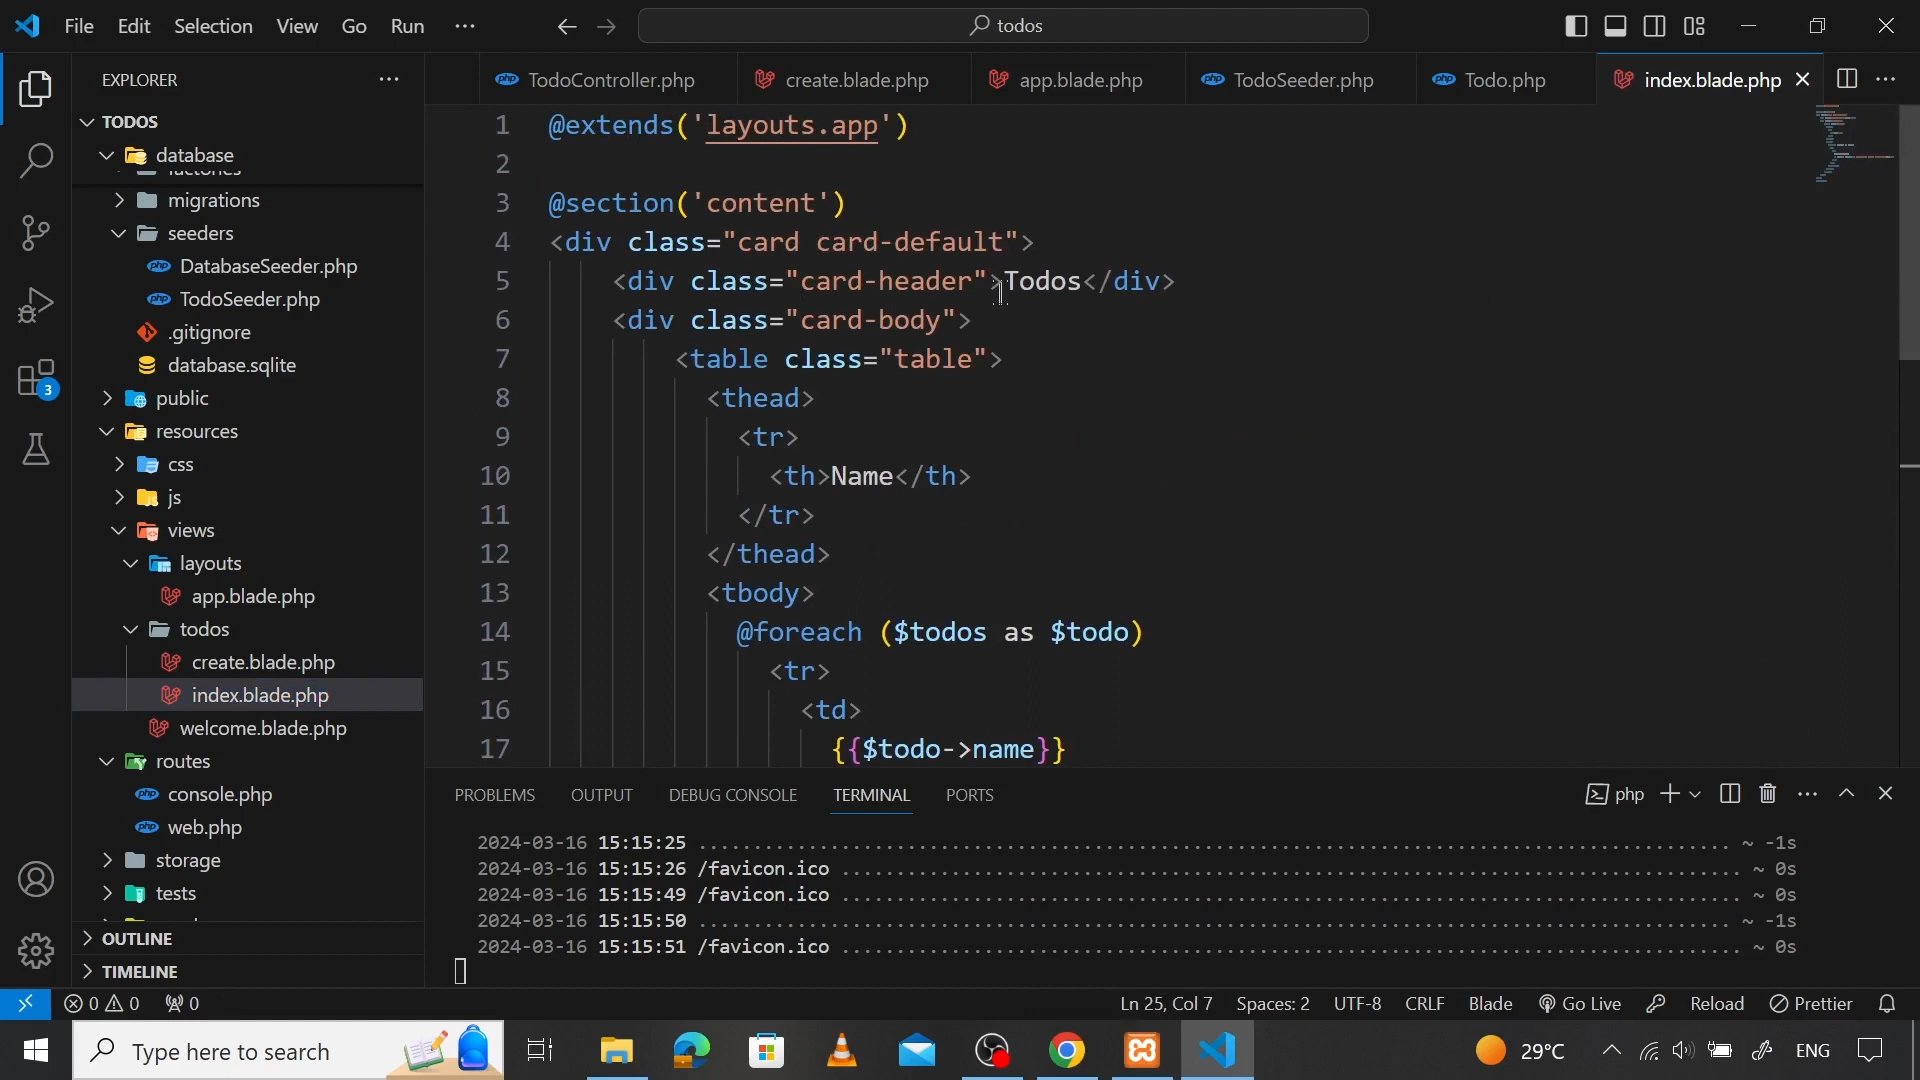 File Edit Selection View Go Run ···
todos
EXPLORER ···
TodoController.php create.blade.php app.blade.php TodoSeeder.php Todo.php index.blade.php
TODOS
database
factories
migrations
seeders
DatabaseSeeder.php
TodoSeeder.php
.gitignore
database.sqlite
public
resources
css
js
views
layouts
app.blade.php
todos
create.blade.php
index.blade.php
welcome.blade.php
routes
console.php
web.php
storage
tests
OUTLINE
TIMELINE
1 @extends('layouts.app')
2
3 @section('content')
4 <div class="card card-default">
5 <div class="card-header">Todos</div>
6 <div class="card-body">
7 <table class="table">
8 <thead>
9 <tr>
10 <th>Name</th>
11 </tr>
12 </thead>
13 <tbody>
14 @foreach ($todos as $todo)
15 <tr>
16 <td>
17 {{$todo->name}}
PROBLEMS OUTPUT DEBUG CONSOLE TERMINAL PORTS
php
2024-03-16 15:15:25 ........ ~ -1s
2024-03-16 15:15:26 /favicon.ico ........ ~ 0s
2024-03-16 15:15:49 /favicon.ico ........ ~ 0s
2024-03-16 15:15:50 ........ ~ -1s
2024-03-16 15:15:51 /favicon.ico ........ ~ 0s
3
0 0 0
Ln 25, Col 7 Spaces: 2 UTF-8 CRLF Blade Go Live Reload Prettier
Type here to search
29°C
ENG